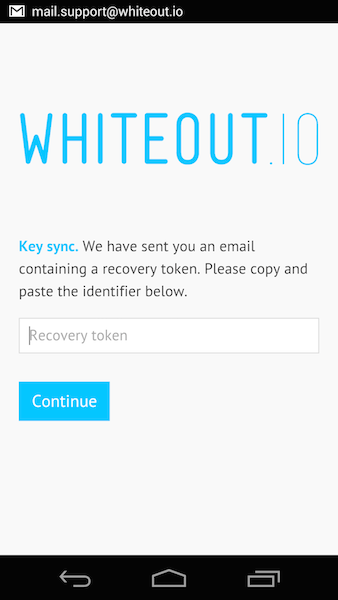 mail.support@whiteout.io
WHITEOUT.IO
Key sync. We have sent you an email
containing a recovery token. Please copy and
paste the identifier below.
Recovery token
Continue